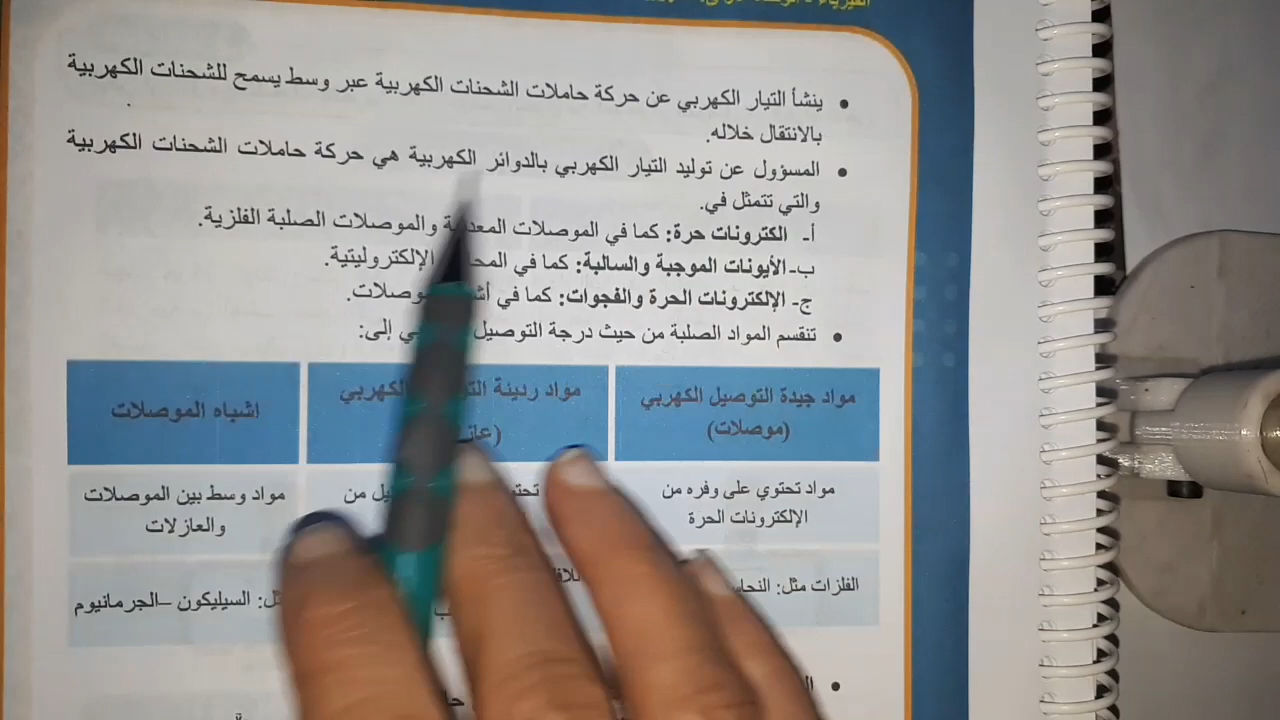 ينشأ التيار الكهربي عن حركة حاملات الشحنات الكهربية عبر وسط يسمح للشحنات الكهربية
بالانتقال خلاله.
المسؤول عن توليد التيار الكهربي بالدوائر الكهربية هي حركة حاملات الشحنات الكهربية
والتي تتمثل في.
أ- الكترونات حرة: كما في الموصلات والموصلات الصلبة الفلزية.
ب- الأيونات الموجبة والسالبة: كما في الإلكتروليتية.
ج- الإلكترونات الحرة والفجوات: كما في
تنقسم المواد الصلبة من حيث درجة التوصيل إلى:
مواد جيدة التوصيل الكهربي
(موصلات)
مواد رديئة الكهربي
اشباه الموصلات
مواد تحتوي على وفره من
الإلكترونات الحرة
من
مواد وسط بين الموصلات
والعازلات
الفلزات مثل:
السيليكون –الجرمانيوم